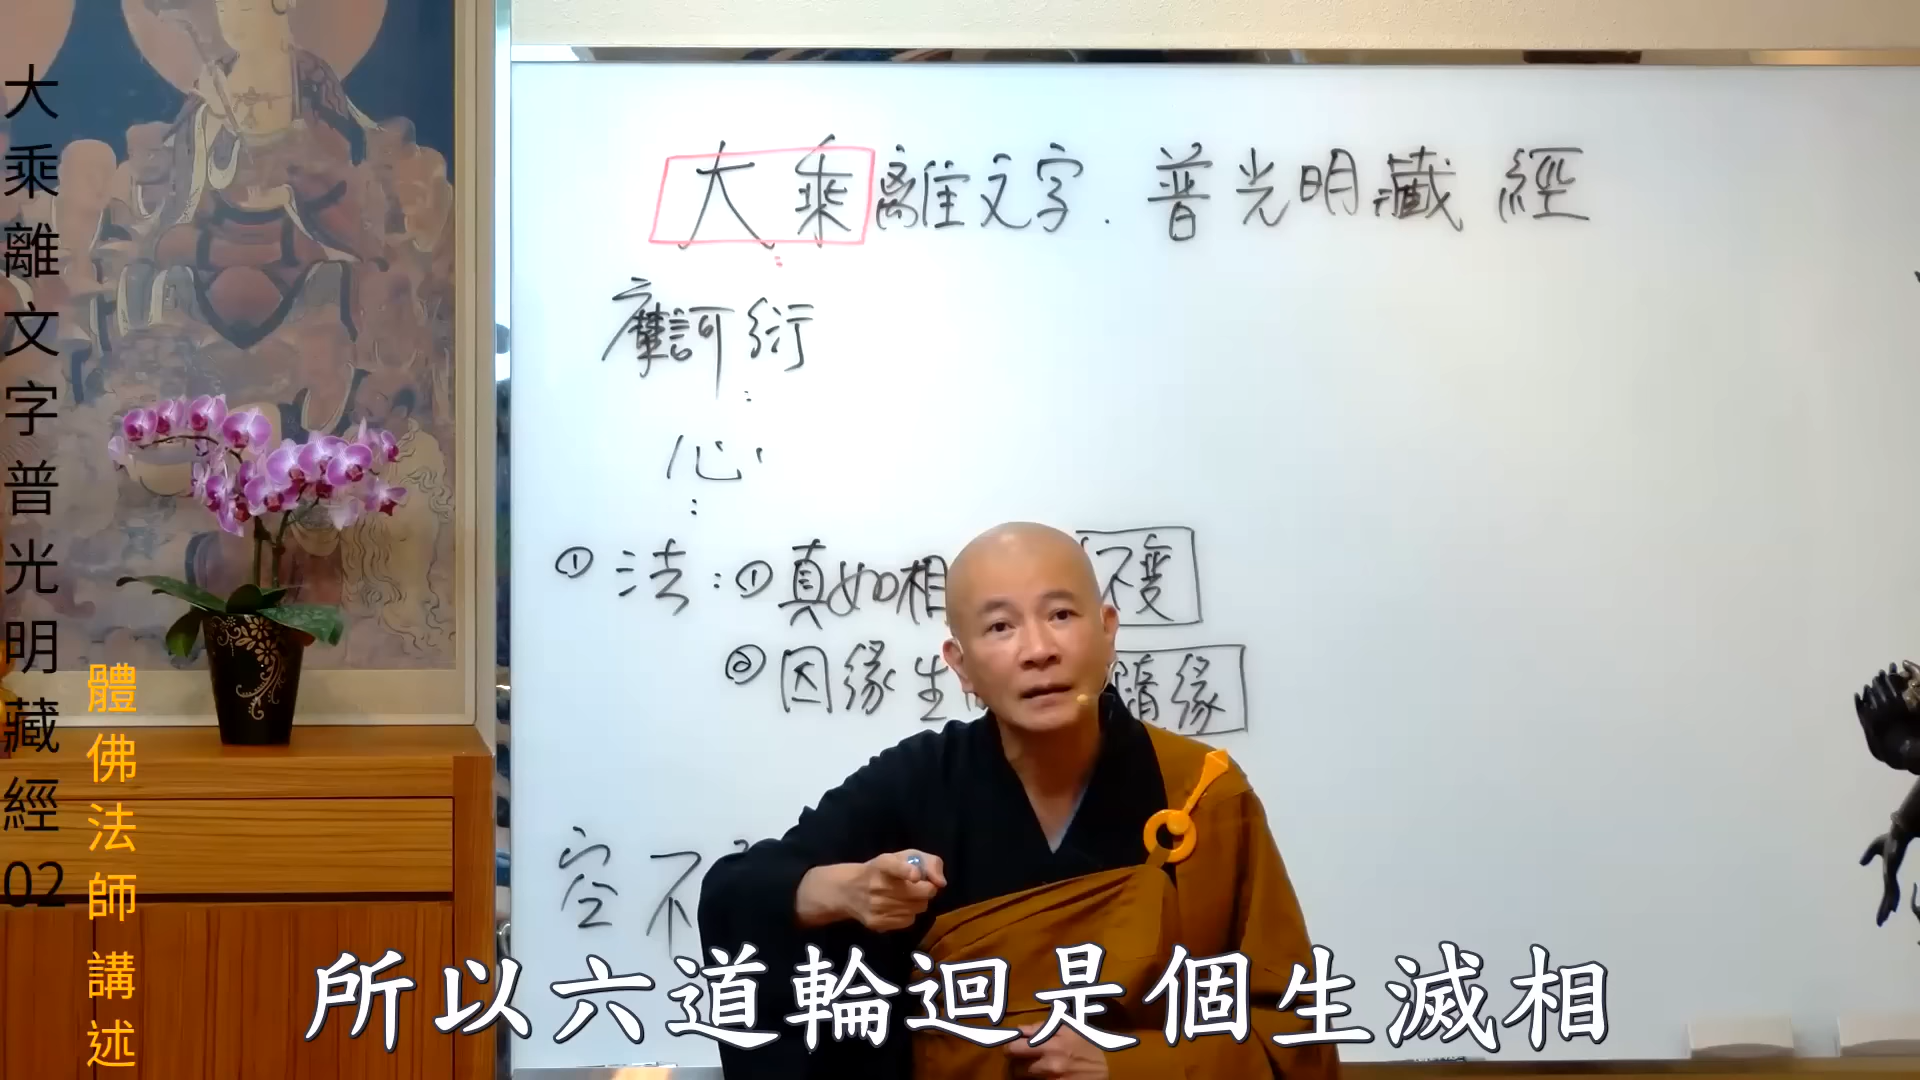 大乘離文字普光明藏經02
體佛法師講述
大乘離文字.普光明藏經
摩訶衍
心
① 法:①真如相 不變
② 因緣生 隨緣
空不
所以六道輪迴是個生滅相